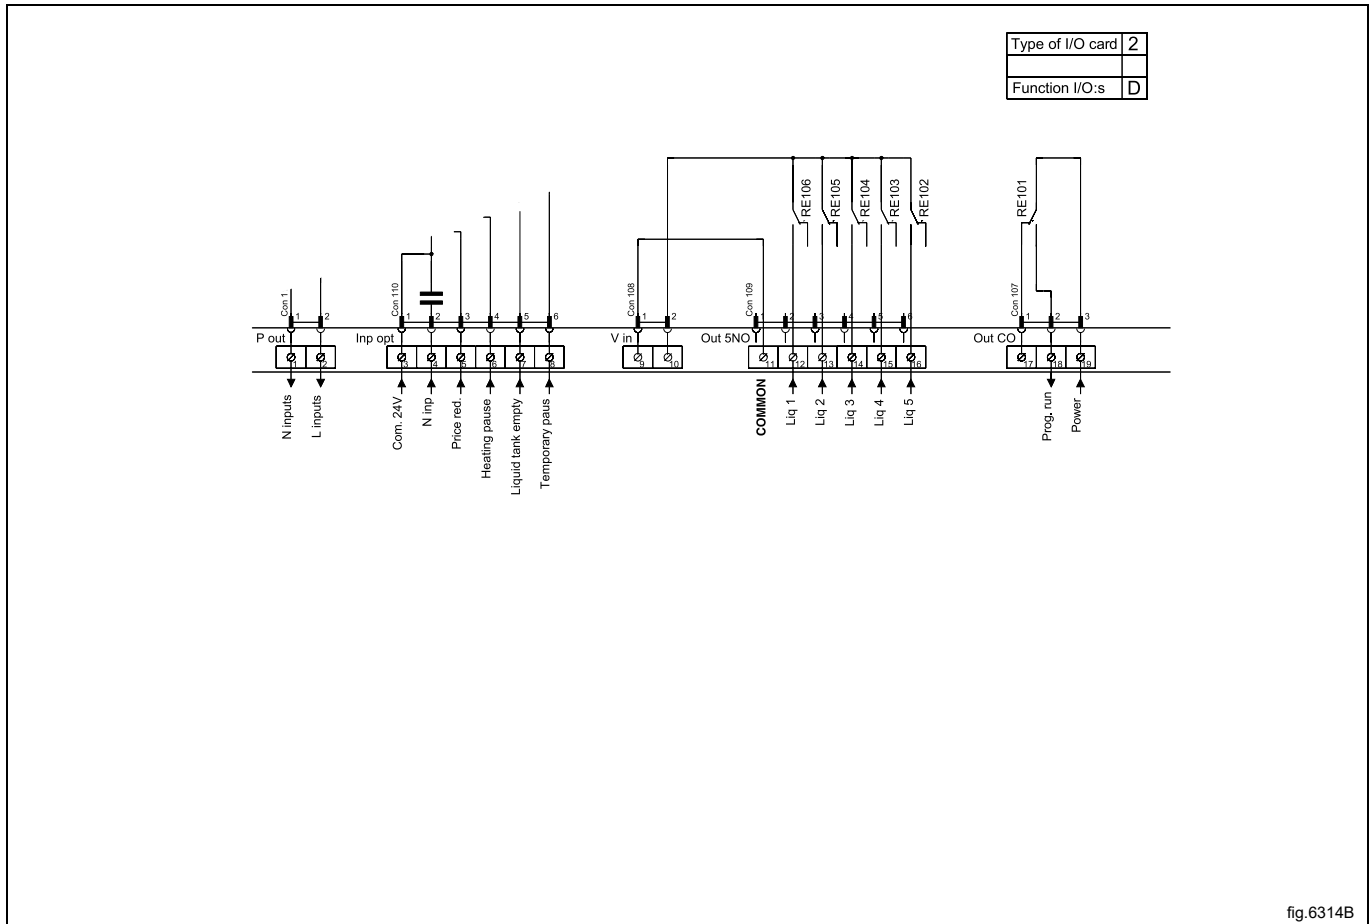 Type of I/O card 2
Function I/O:s D
RE106
RE105
RE104
RE103
RE102
RE101
Con 1
Con 110
Con 108
Con 109
Con 107
1 2
1 2 3 4 5 6
1 2
1 2 3 4 5 6
1 2 3
P out
Inp opt
V in
Out 5NO
Out CO
1 2
3 4 5 6 7 8
9 10
11 12 13 14 15 16
17 18 19
N inputs
L inputs
Com. 24V
N inp
Price red.
Heating pause
Liquid tank empty
Temporary paus
COMMON
Liq 1
Liq 2
Liq 3
Liq 4
Liq 5
Prog. run
Power
fig.6314B